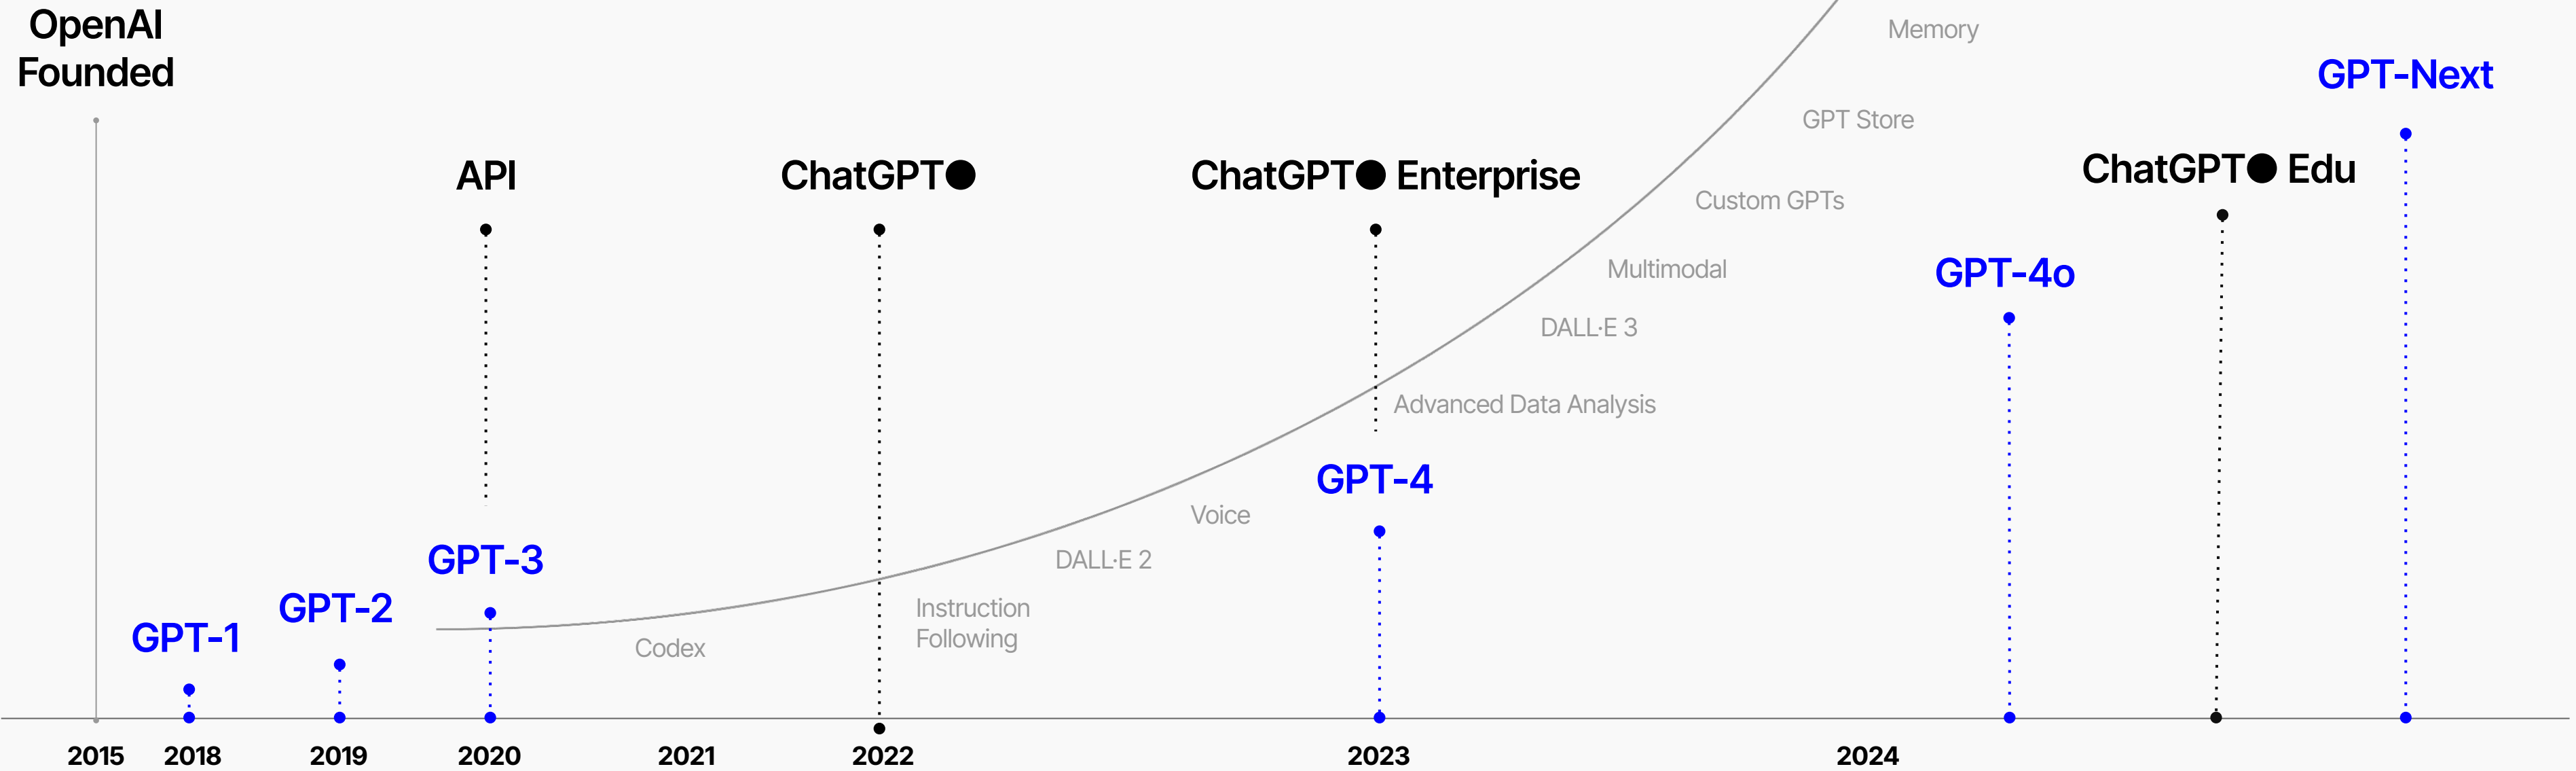 OpenAI
Founded
Memory
GPT-Next
GPT Store
API
ChatGPT
ChatGPT Enterprise
ChatGPT Edu
Custom GPTs
Multimodal
GPT-4o
DALL·E 3
Advanced Data Analysis
GPT-4
Voice
GPT-3
DALL·E 2
GPT-2
Instruction
Following
GPT-1
Codex
2015
2018
2019
2020
2021
2022
2023
2024